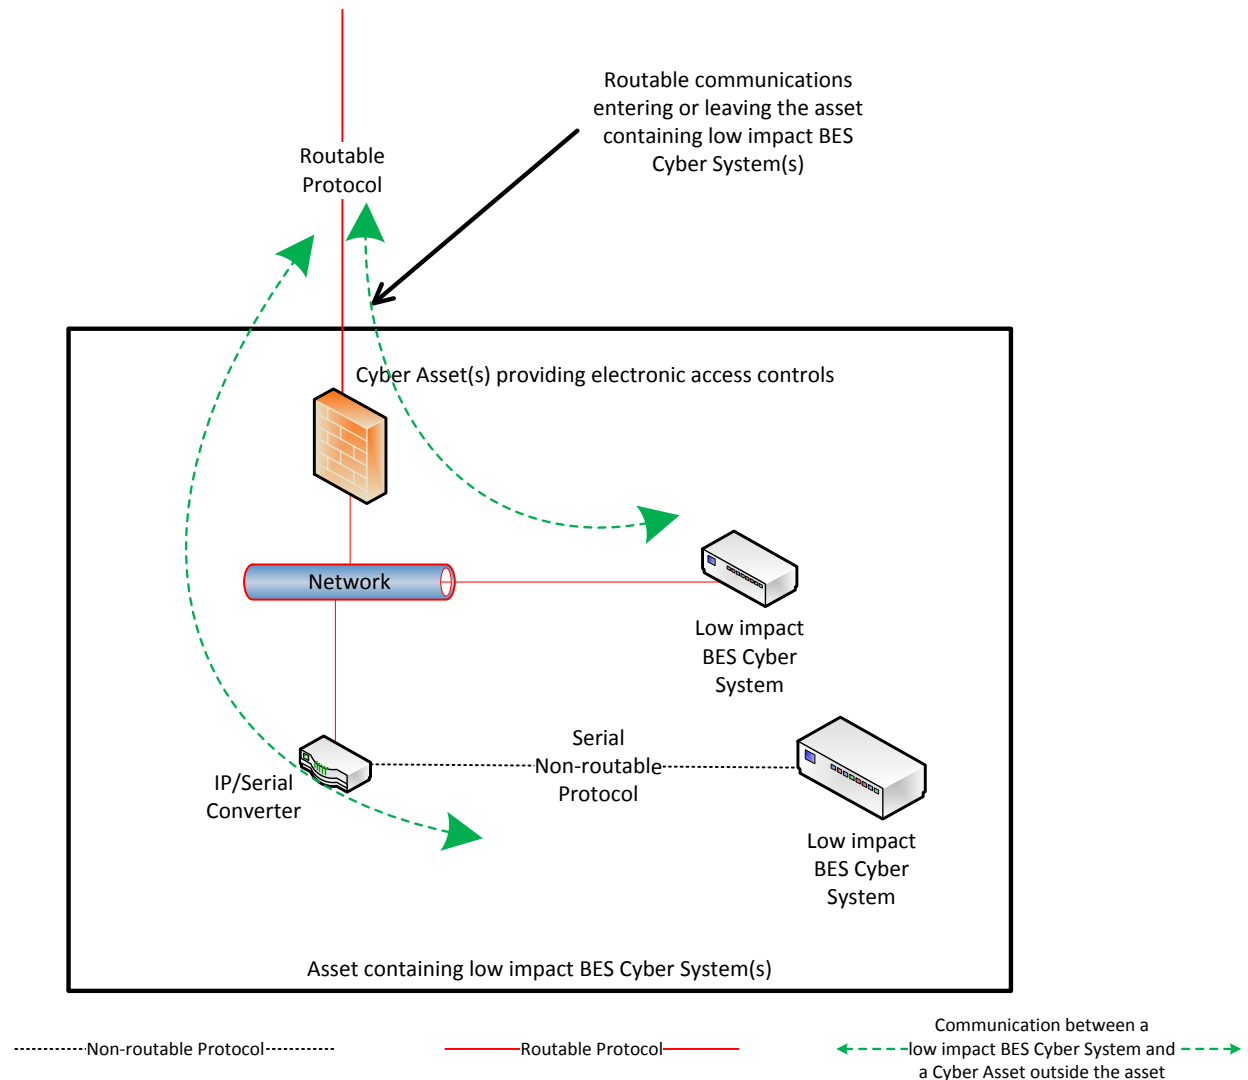 Routable communications
entering or leaving the asset
containing low impact BES
Cyber System(s)
Routable
Protocol
Cyber Asset(s) providing electronic access controls
Network
Low impact
BES Cyber
System
Serial
Non-routable
Protocol
IP/Serial
Converter
Low impact
BES Cyber
System
Asset containing low impact BES Cyber System(s)
Non-routable Protocol
Routable Protocol
Communication between a
low impact BES Cyber System and
a Cyber Asset outside the asset